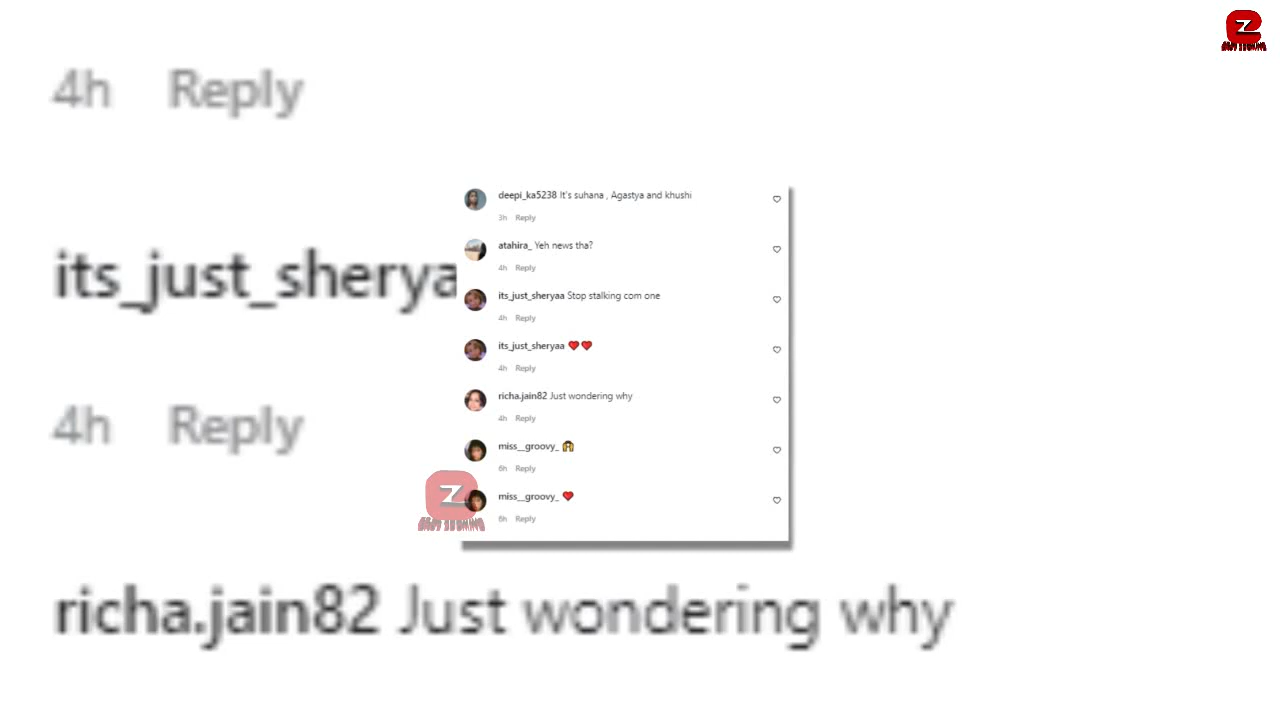 4h Reply
its_just_sherya
4h Reply
richa.jain82 Just wondering why
deepi_ka5238 It's suhana , Agastya and khushi
3h Reply
atahira_ Yeh news tha?
4h Reply
its_just_sheryaa Stop stalking com one
4h Reply
its_just_sheryaa ❤️❤️
4h Reply
richa.jain82 Just wondering why
4h Reply
miss__groovy_
6h Reply
miss__groovy_ ❤️
6h Reply
Z
Z